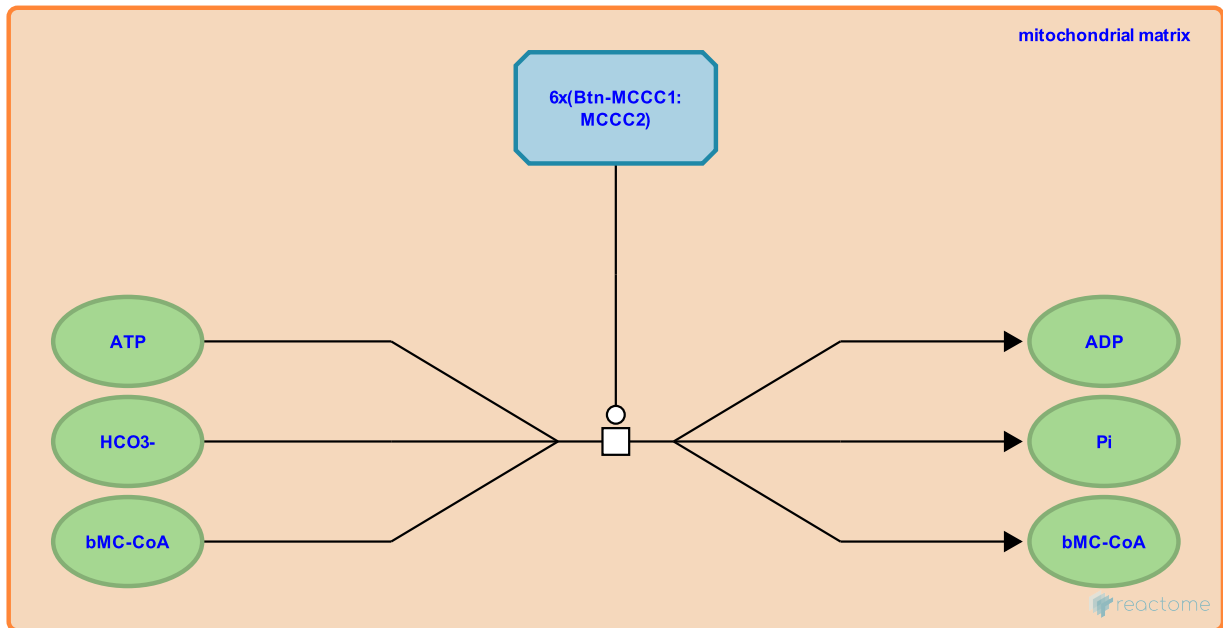 mitochondrial matrix
6x(Btn-MCCC1:
MCCC2)
ATP
ADP
HCO3-
Pi
bMC-CoA
bMC-CoA
reactome